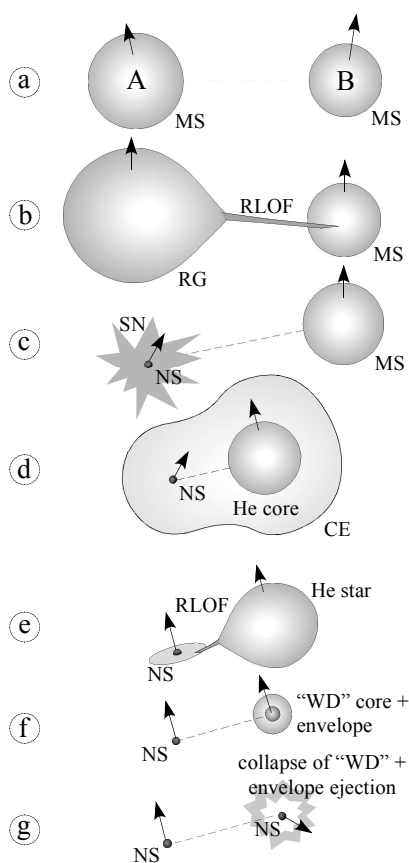 a
A
B
MS
MS
b
RLOF
RG
MS
c
SN
NS
MS
d
NS
He core
CE
e
RLOF
He star
NS
f
“WD” core +
envelope
NS
collapse of “WD” +
envelope ejection
g
NS
NS